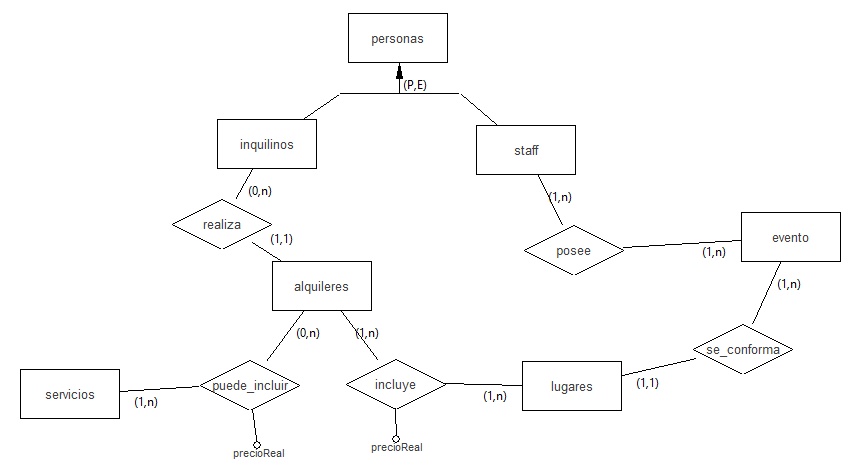 personas
(P,E)
inquilinos
staff
(0,n)
(1,n)
realiza
(1,1)
posee
(1,n)
evento
alquileres
(1,n)
(0,n)
(1,n)
se_conforma
servicios
puede_incluir
incluye
lugares
(1,1)
(1,n)
(1,n)
precioReal
precioReal